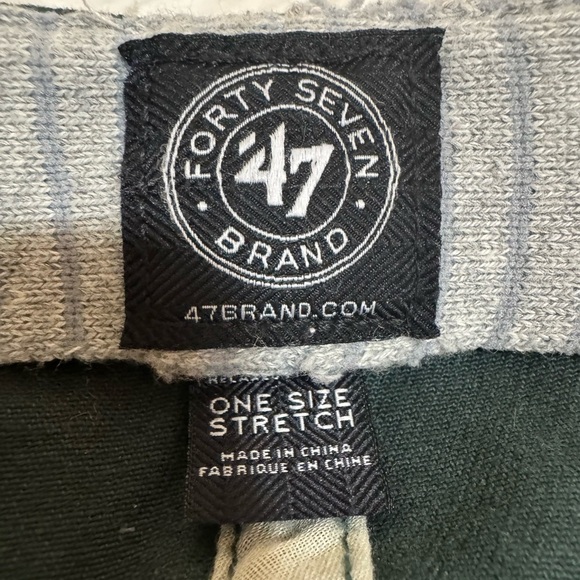 FORTY SEVEN
'47
BRAND
47BRAND.COM
ONE SIZE
STRETCH
MADE IN CHINA
FABRIQUE EN CHINE